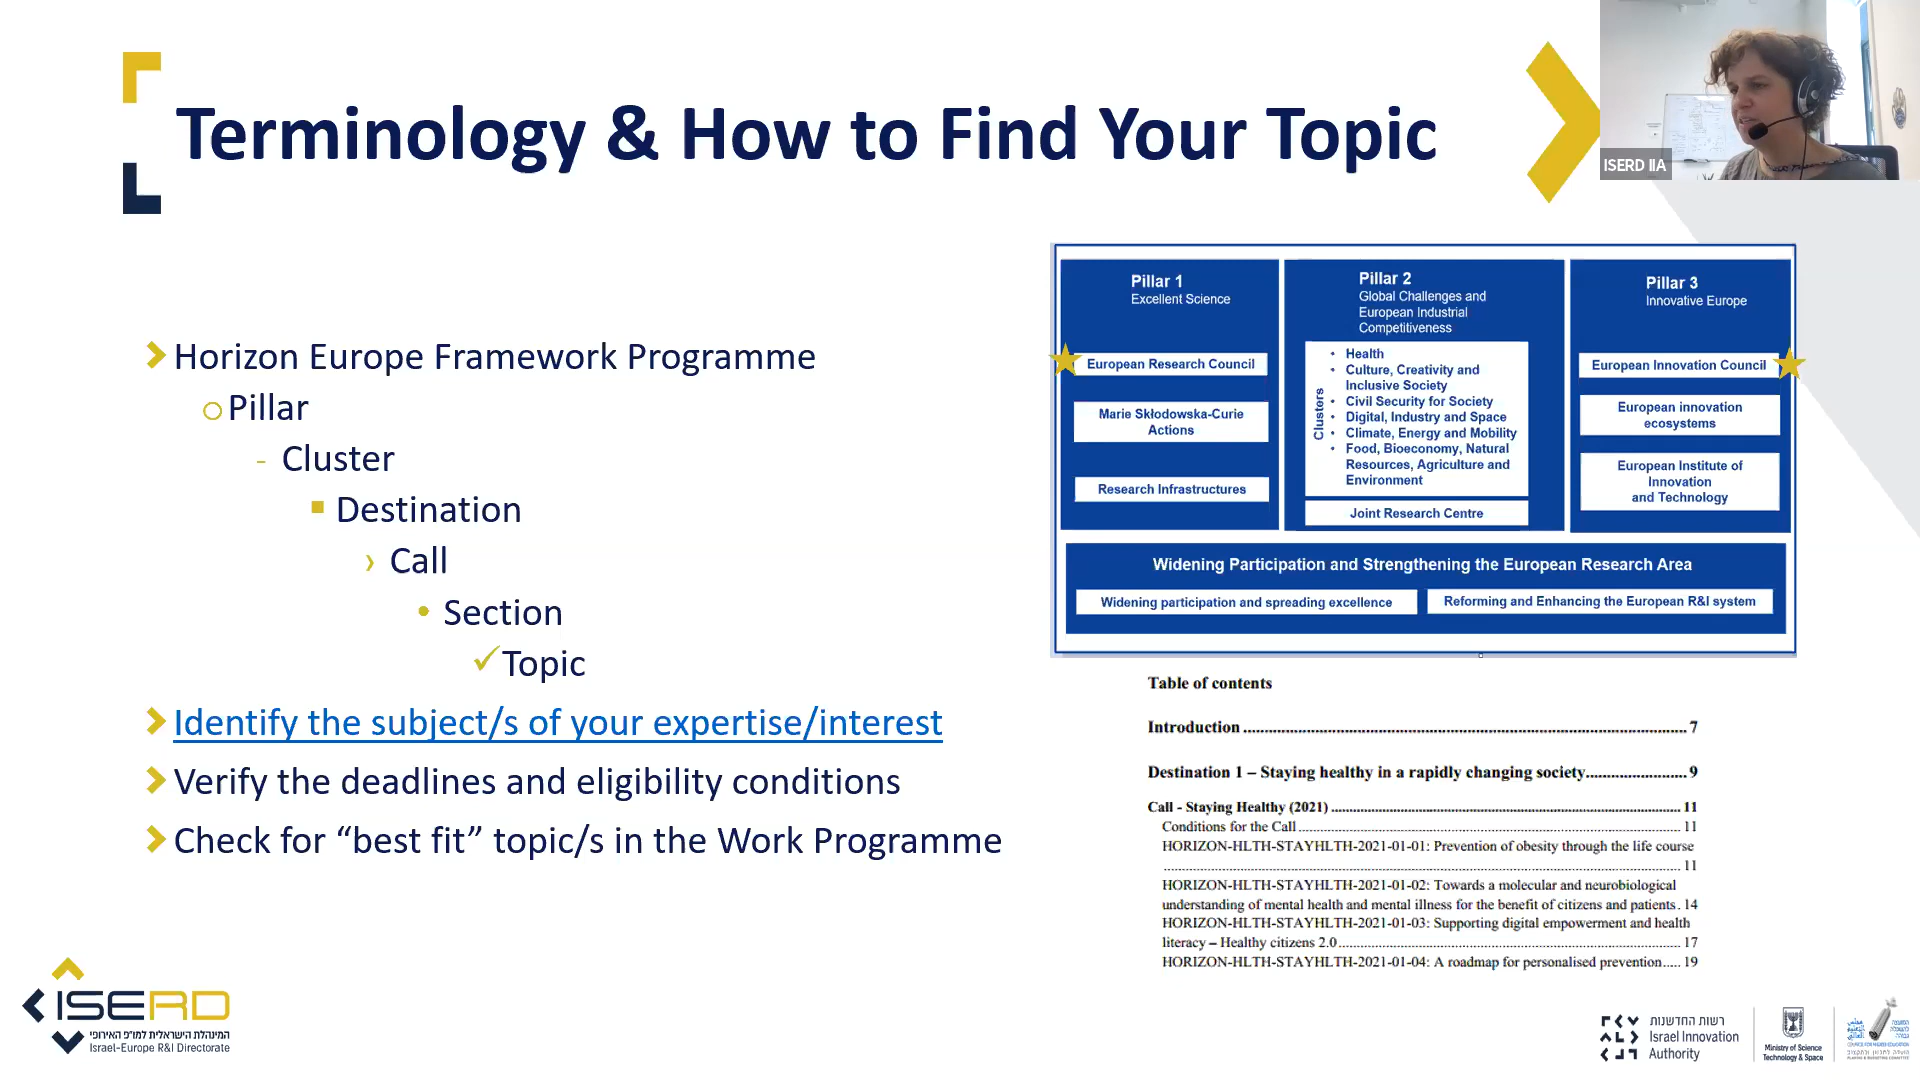 Terminology & How to Find Your Topic
ISERD IIA
Horizon Europe Framework Programme
Pillar
Cluster
Destination
Call
Section
Topic
Identify the subject/s of your expertise/interest
Verify the deadlines and eligibility conditions
Check for “best fit” topic/s in the Work Programme
Pillar 1
Excellent Science
European Research Council
Marie Skłodowska-Curie
Actions
Research Infrastructures
Pillar 2
Global Challenges and
European Industrial
Competitiveness
Clusters
Health
Culture, Creativity and
Inclusive Society
Civil Security for Society
Digital, Industry and Space
Climate, Energy and Mobility
Food, Bioeconomy, Natural
Resources, Agriculture and
Environment
Joint Research Centre
Pillar 3
Innovative Europe
European Innovation Council
European innovation
ecosystems
European Institute of
Innovation
and Technology
Widening Participation and Strengthening the European Research Area
Widening participation and spreading excellence
Reforming and Enhancing the European R&I system
Table of contents
Introduction 7
Destination 1 – Staying healthy in a rapidly changing society 9
Call - Staying Healthy (2021) 11
Conditions for the Call 11
HORIZON-HLTH-STAYHLTH-2021-01-01: Prevention of obesity through the life course
11
HORIZON-HLTH-STAYHLTH-2021-01-02: Towards a molecular and neurobiological
understanding of mental health and mental illness for the benefit of citizens and patients. 14
HORIZON-HLTH-STAYHLTH-2021-01-03: Supporting digital empowerment and health
literacy – Healthy citizens 2.0 17
HORIZON-HLTH-STAYHLTH-2021-01-04: A roadmap for personalised prevention 19
ISERD
המינהלת הישראלית למו"פ האירופי
Israel-Europe R&I Directorate
רשות החדשנות
Israel Innovation
Authority
Ministry of Science
Technology & Space